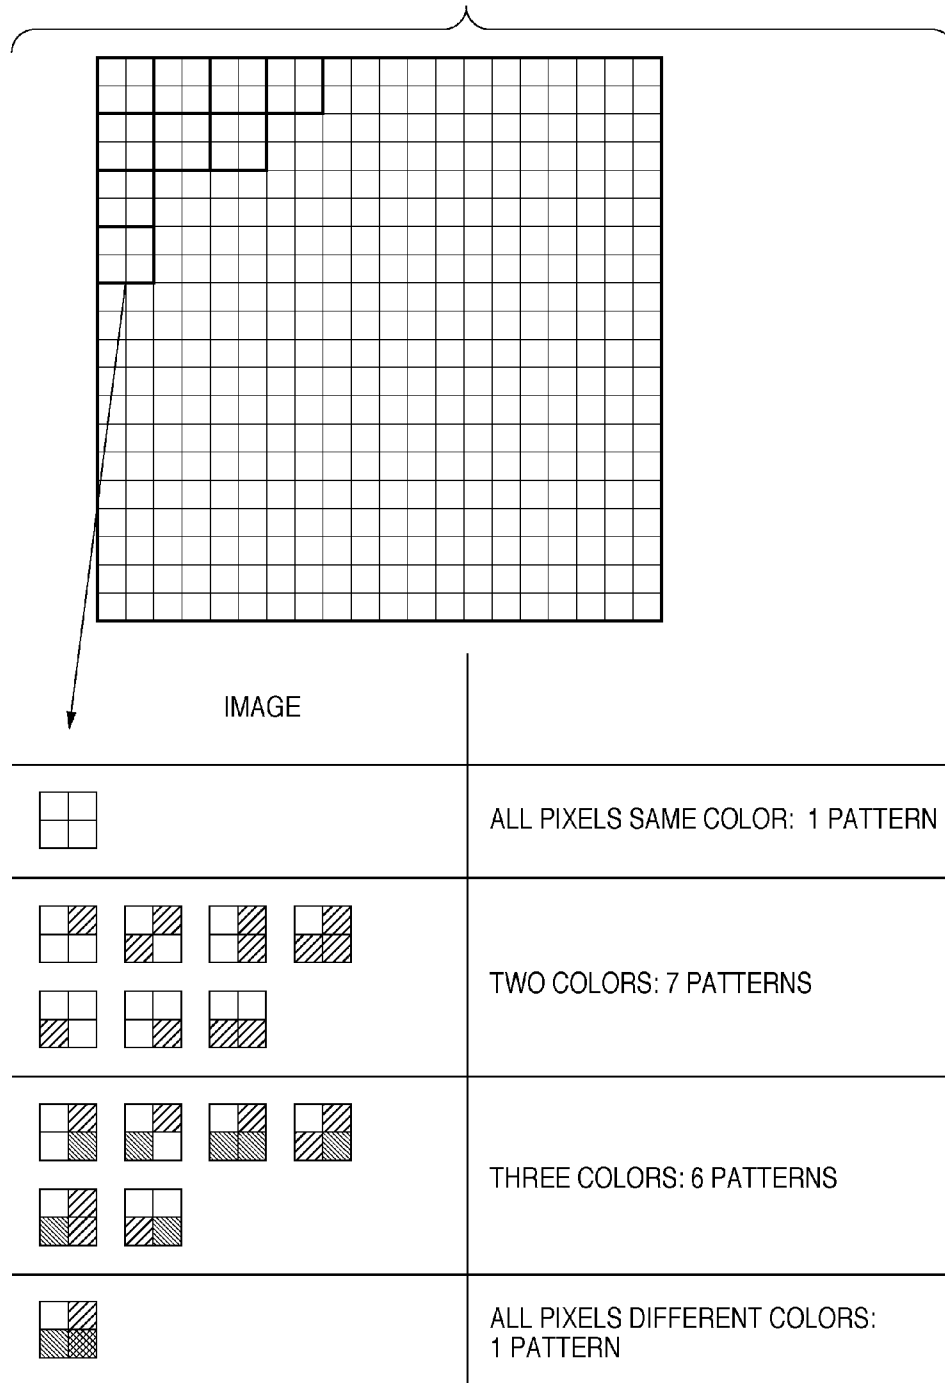 IMAGE
ALL PIXELS SAME COLOR: 1 PATTERN
TWO COLORS: 7 PATTERNS
THREE COLORS: 6 PATTERNS
ALL PIXELS DIFFERENT COLORS:
1 PATTERN